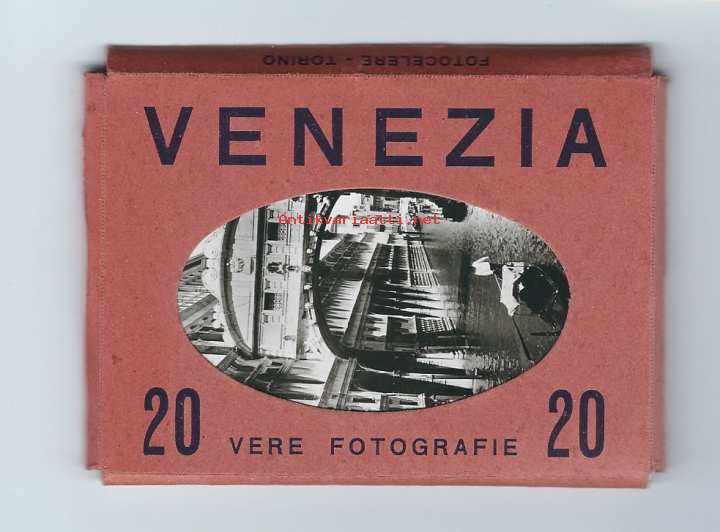 FOTOCELERE - TORINO
VENEZIA
Antikvariaatti.net
20 VERE FOTOGRAFIE 20